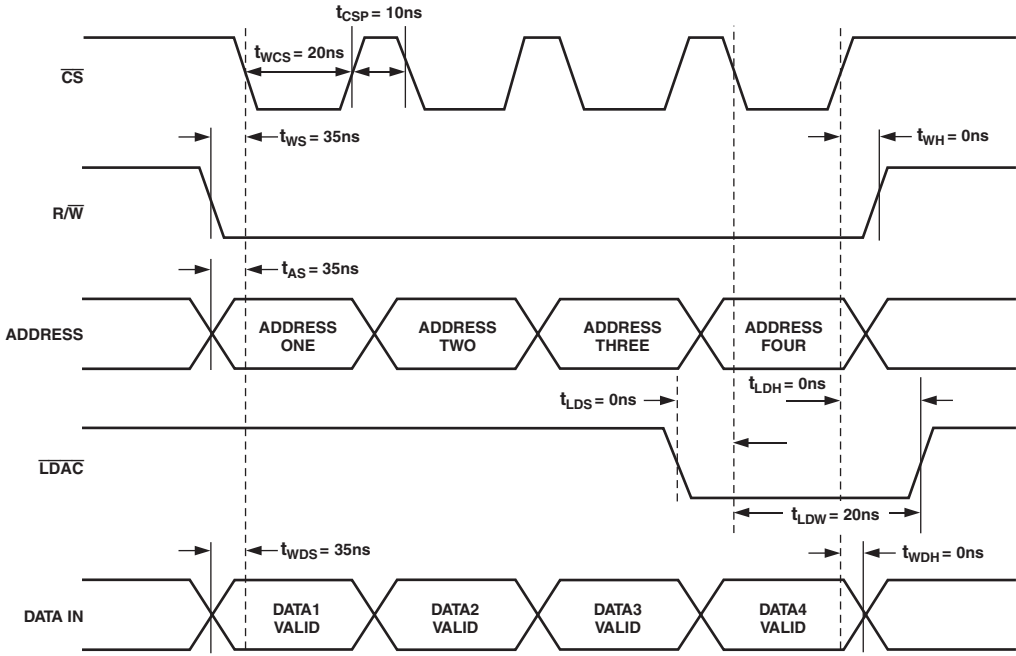 tCSP = 10ns
tWCS = 20ns
CS
tWS = 35ns
tWH = 0ns
R/W
tAS = 35ns
ADDRESS
ADDRESS
ONE
ADDRESS
TWO
ADDRESS
THREE
ADDRESS
FOUR
tLDS = 0ns
tLDH = 0ns
LDAC
tLDW = 20ns
tWDS = 35ns
tWDH = 0ns
DATA IN
DATA1
VALID
DATA2
VALID
DATA3
VALID
DATA4
VALID